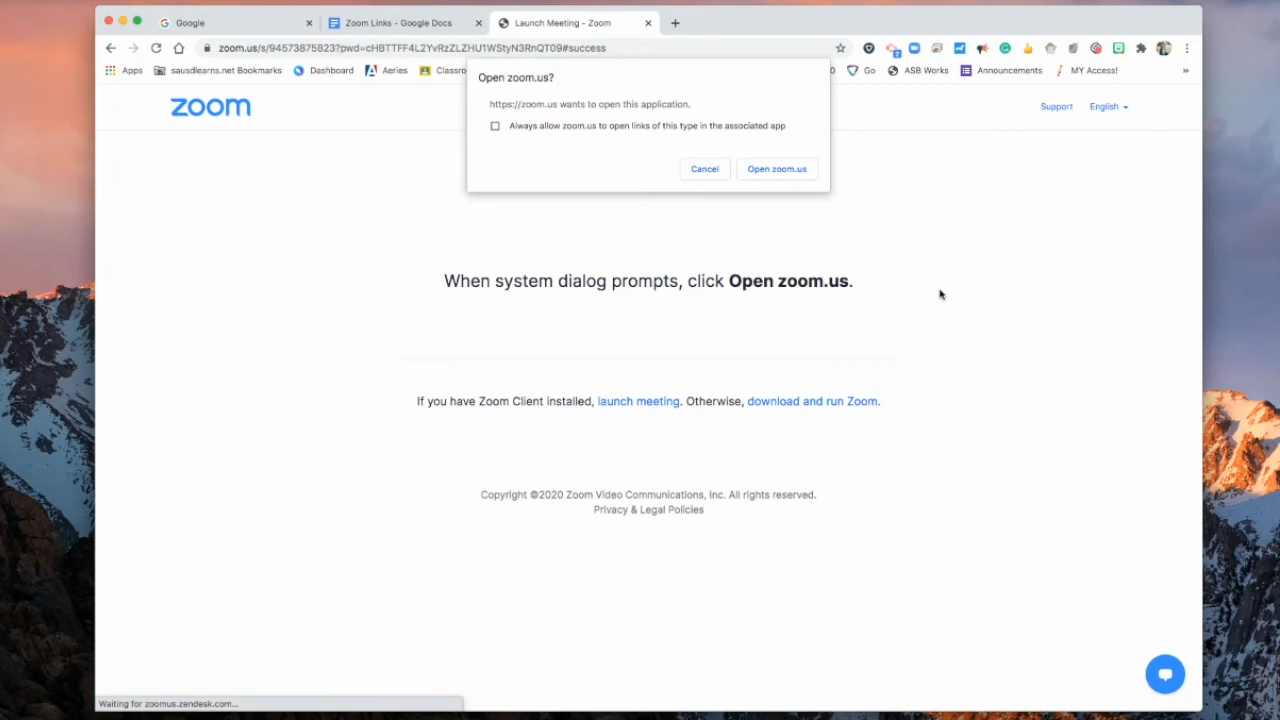 Google
Zoom Links - Google Docs
Launch Meeting - Zoom
zoom.us/s/94573875823?pwd=cHBTTFF4L2YvRzZLZHU1WStyN3RnQT09#success
Apps
sausdlearns.net Bookmarks
Dashboard
Aeries
Classro
0
Go
ASB Works
Announcements
MY Access!
»
Open zoom.us?
https://zoom.us wants to open this application.
Always allow zoom.us to open links of this type in the associated app
Cancel
Open zoom.us
zoom
Support
English
When system dialog prompts, click Open zoom.us.
If you have Zoom Client installed, launch meeting. Otherwise, download and run Zoom.
Copyright ©2020 Zoom Video Communications, Inc. All rights reserved.
Privacy & Legal Policies
Waiting for zoomus.zendesk.com...